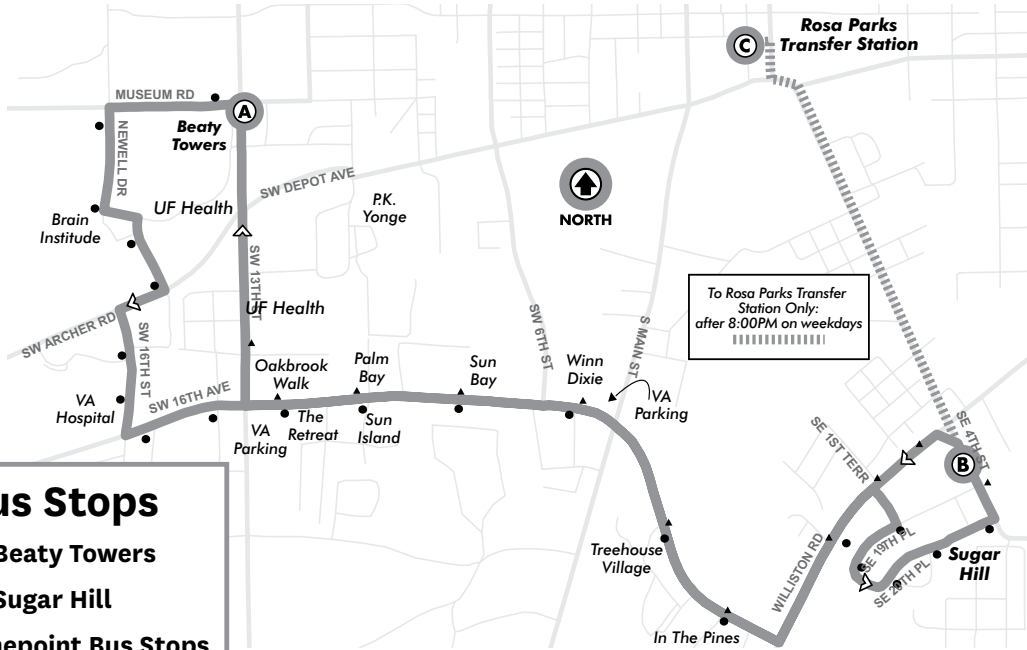 Rosa Parks
Transfer Station
C
MUSEUM RD
A
Beaty
Towers
NEWELL DR
SW DEPOT AVE
UF Health
P.K.
Yonge
NORTH
Brain
Institude
SW 13TH ST
UF Health
To Rosa Parks Transfer
Station Only:
after 8:00PM on weekdays
SW ARCHER RD
SW 16TH ST
SW 6TH ST
S MAIN ST
Oakbrook
Walk
Palm
Bay
Sun
Bay
Winn
Dixie
VA
Parking
VA
Hospital
SW 16TH AVE
VA
Parking
The
Retreat
Sun
Island
SE 1ST TERR
SE 4TH ST
B
us Stops
Beaty Towers
Sugar Hill
nepoint Bus Stops
Treehouse
Village
WILLISTON RD
SE 19TH PL
SE 20TH PL
Sugar
Hill
In The Pines